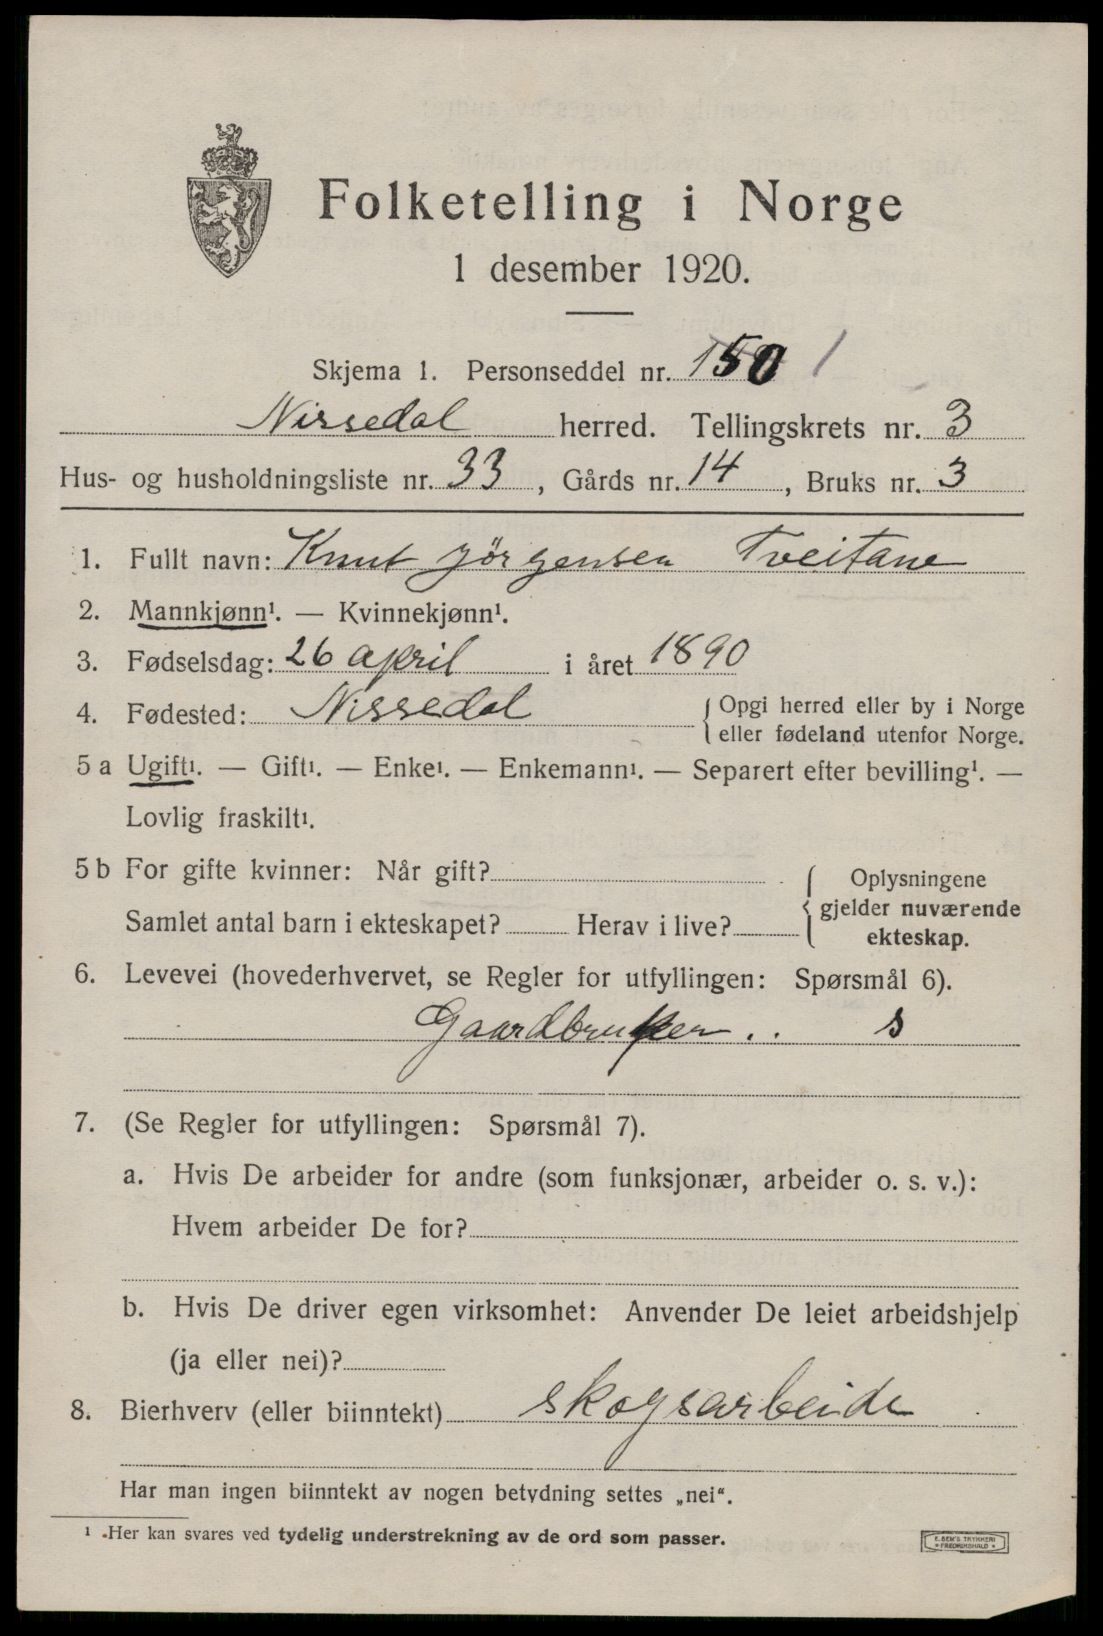 Folketelling i Norge
1 desember 1920.
Skjema 1. Personseddel nr. 150 1
Nissedal herred. Tellingskrets nr. 3
Hus- og husholdningsliste nr. 33, Gårds nr. 14, Bruks nr. 3
1. Fullt navn: Knut Jörgensen Tveitane
2. Mannkjønn¹. — Kvinnekjønn¹.
3. Fødselsdag: 26 april i året 1890
4. Fødested: Nissedal { Opgi herred eller by i Norge
eller fødeland utenfor Norge.
5 a Ugift¹. — Gift¹. — Enke¹. — Enkemann¹. — Separert efter bevilling¹. —
Lovlig fraskilt¹.
5 b For gifte kvinner: Når gift?
Samlet antal barn i ekteskapet? Herav i live?
{ Oplysningene
gjelder nuværende
ekteskap.
6. Levevei (hovederhvervet, se Regler for utfyllingen: Spørsmål 6).
Gaardbruker . . s
7. (Se Regler for utfyllingen: Spørsmål 7).
a. Hvis De arbeider for andre (som funksjonær, arbeider o. s. v.):
Hvem arbeider De for?
b. Hvis De driver egen virksomhet: Anvender De leiet arbeidshjelp
(ja eller nei)?
8. Bierhverv (eller biinntekt) skogsarbeide
Har man ingen biinntekt av nogen betydning settes „nei“.
¹ Her kan svares ved tydelig understrekning av de ord som passer.
E. SEM'S TRYKKERI
* FREDRIKSHALD *